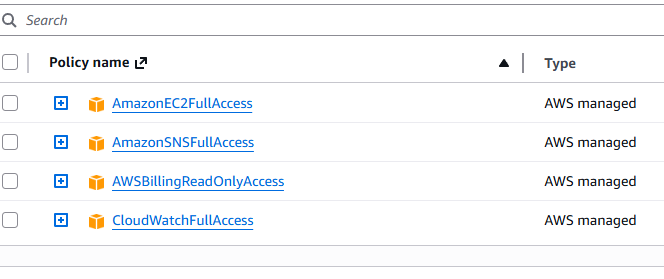 Search
Policy name Type
AmazonEC2FullAccess AWS managed
AmazonSNSFullAccess AWS managed
AWSBillingReadOnlyAccess AWS managed
CloudWatchFullAccess AWS managed